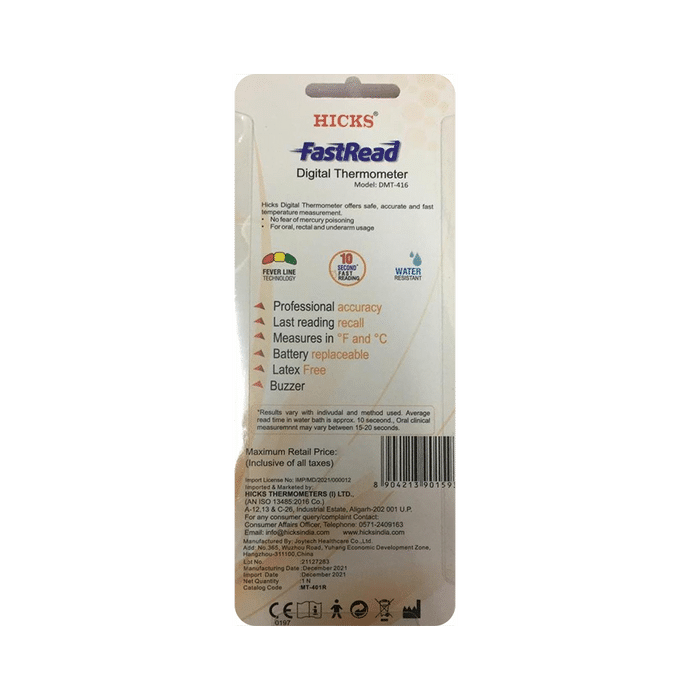 HICKS®
FastRead
Digital Thermometer
Model: DMT-416
Hicks Digital Thermometer offers safe, accurate and fast
temperature measurement.
• No fear of mercury poisoning
• For oral, rectal and underarm usage
FEVER LINE
TECHNOLOGY
10
SECOND*
FAST
READING
WATER
RESISTANT
Professional accuracy
Last reading recall
Measures in °F and °C
Battery replaceable
Latex Free
Buzzer
*Results vary with indivudal and method used. Average
read time in water bath is approx. 10 seceond., Oral clinical
measuremnnt may vary between 15-20 seconds.
Maximum Retail Price:
(Inclusive of all taxes)
8 904213 90159
Import License No: IMP/MD/2021/000012
Imported & Marketed by:
HICKS THERMOMETERS (I) LTD.,
(AN ISO 13485:2016 Co.)
A-12,13 & C-26, Industrial Estate, Aligarh-202 001 U.P.
For any consumer query/complaint Contact:
Consumer Affairs Officer, Telephone: 0571-2409163
Email: info@hicksindia.com website: hicksindia.com
Manufactured By: Joytech Healthcare Co.,Ltd.
Add :No.365, Wuzhou Road, Yuhang Economic Development Zone,
Hangzhou-311100,China
Lot No. :21127283
Manufacturing Date :December 2021
Import Date :December 2021
Net Quantity :1 N
Catalog Code :MT-401R
CE
0197